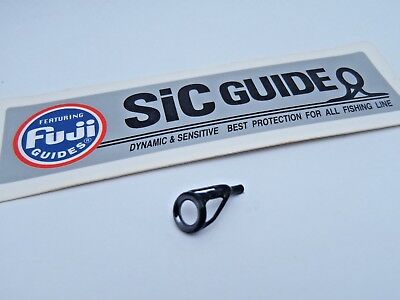 FEATURING
Fuji
GUIDES®
SiC GUIDE
DYNAMIC & SENSITIVE BEST PROTECTION FOR ALL FISHING LINE